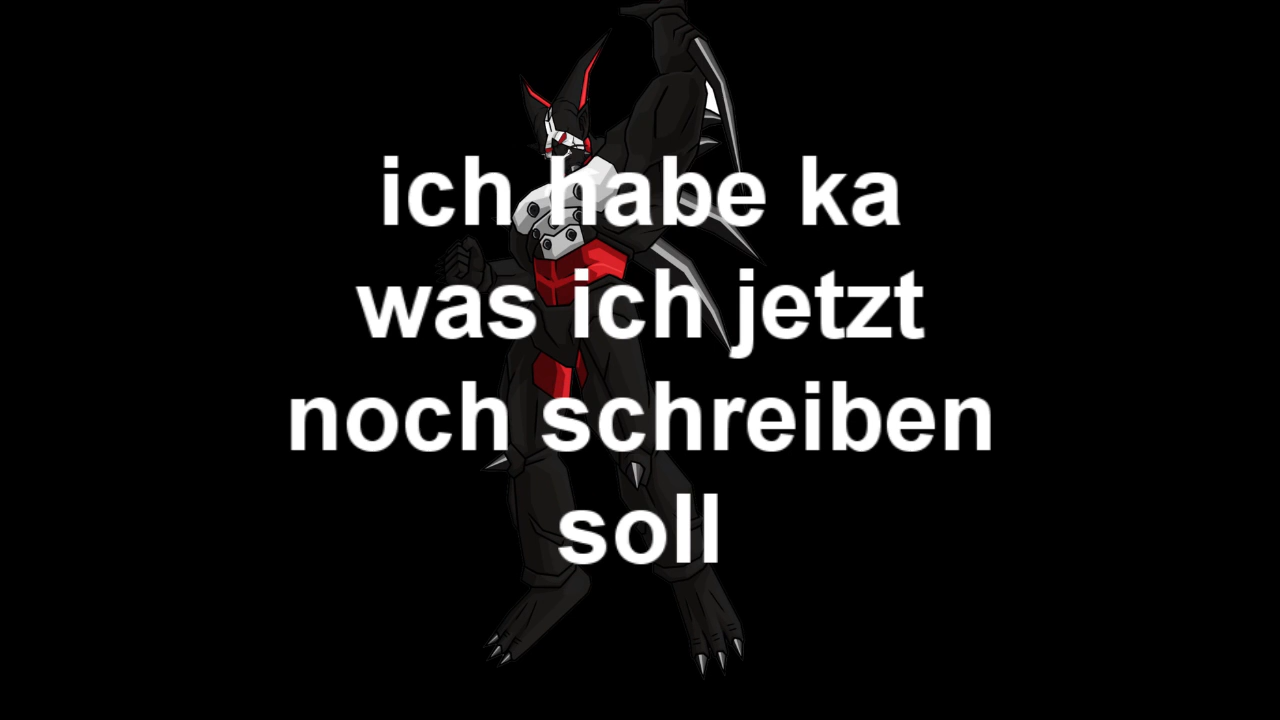 ich habe ka
was ich jetzt
noch schreiben
soll